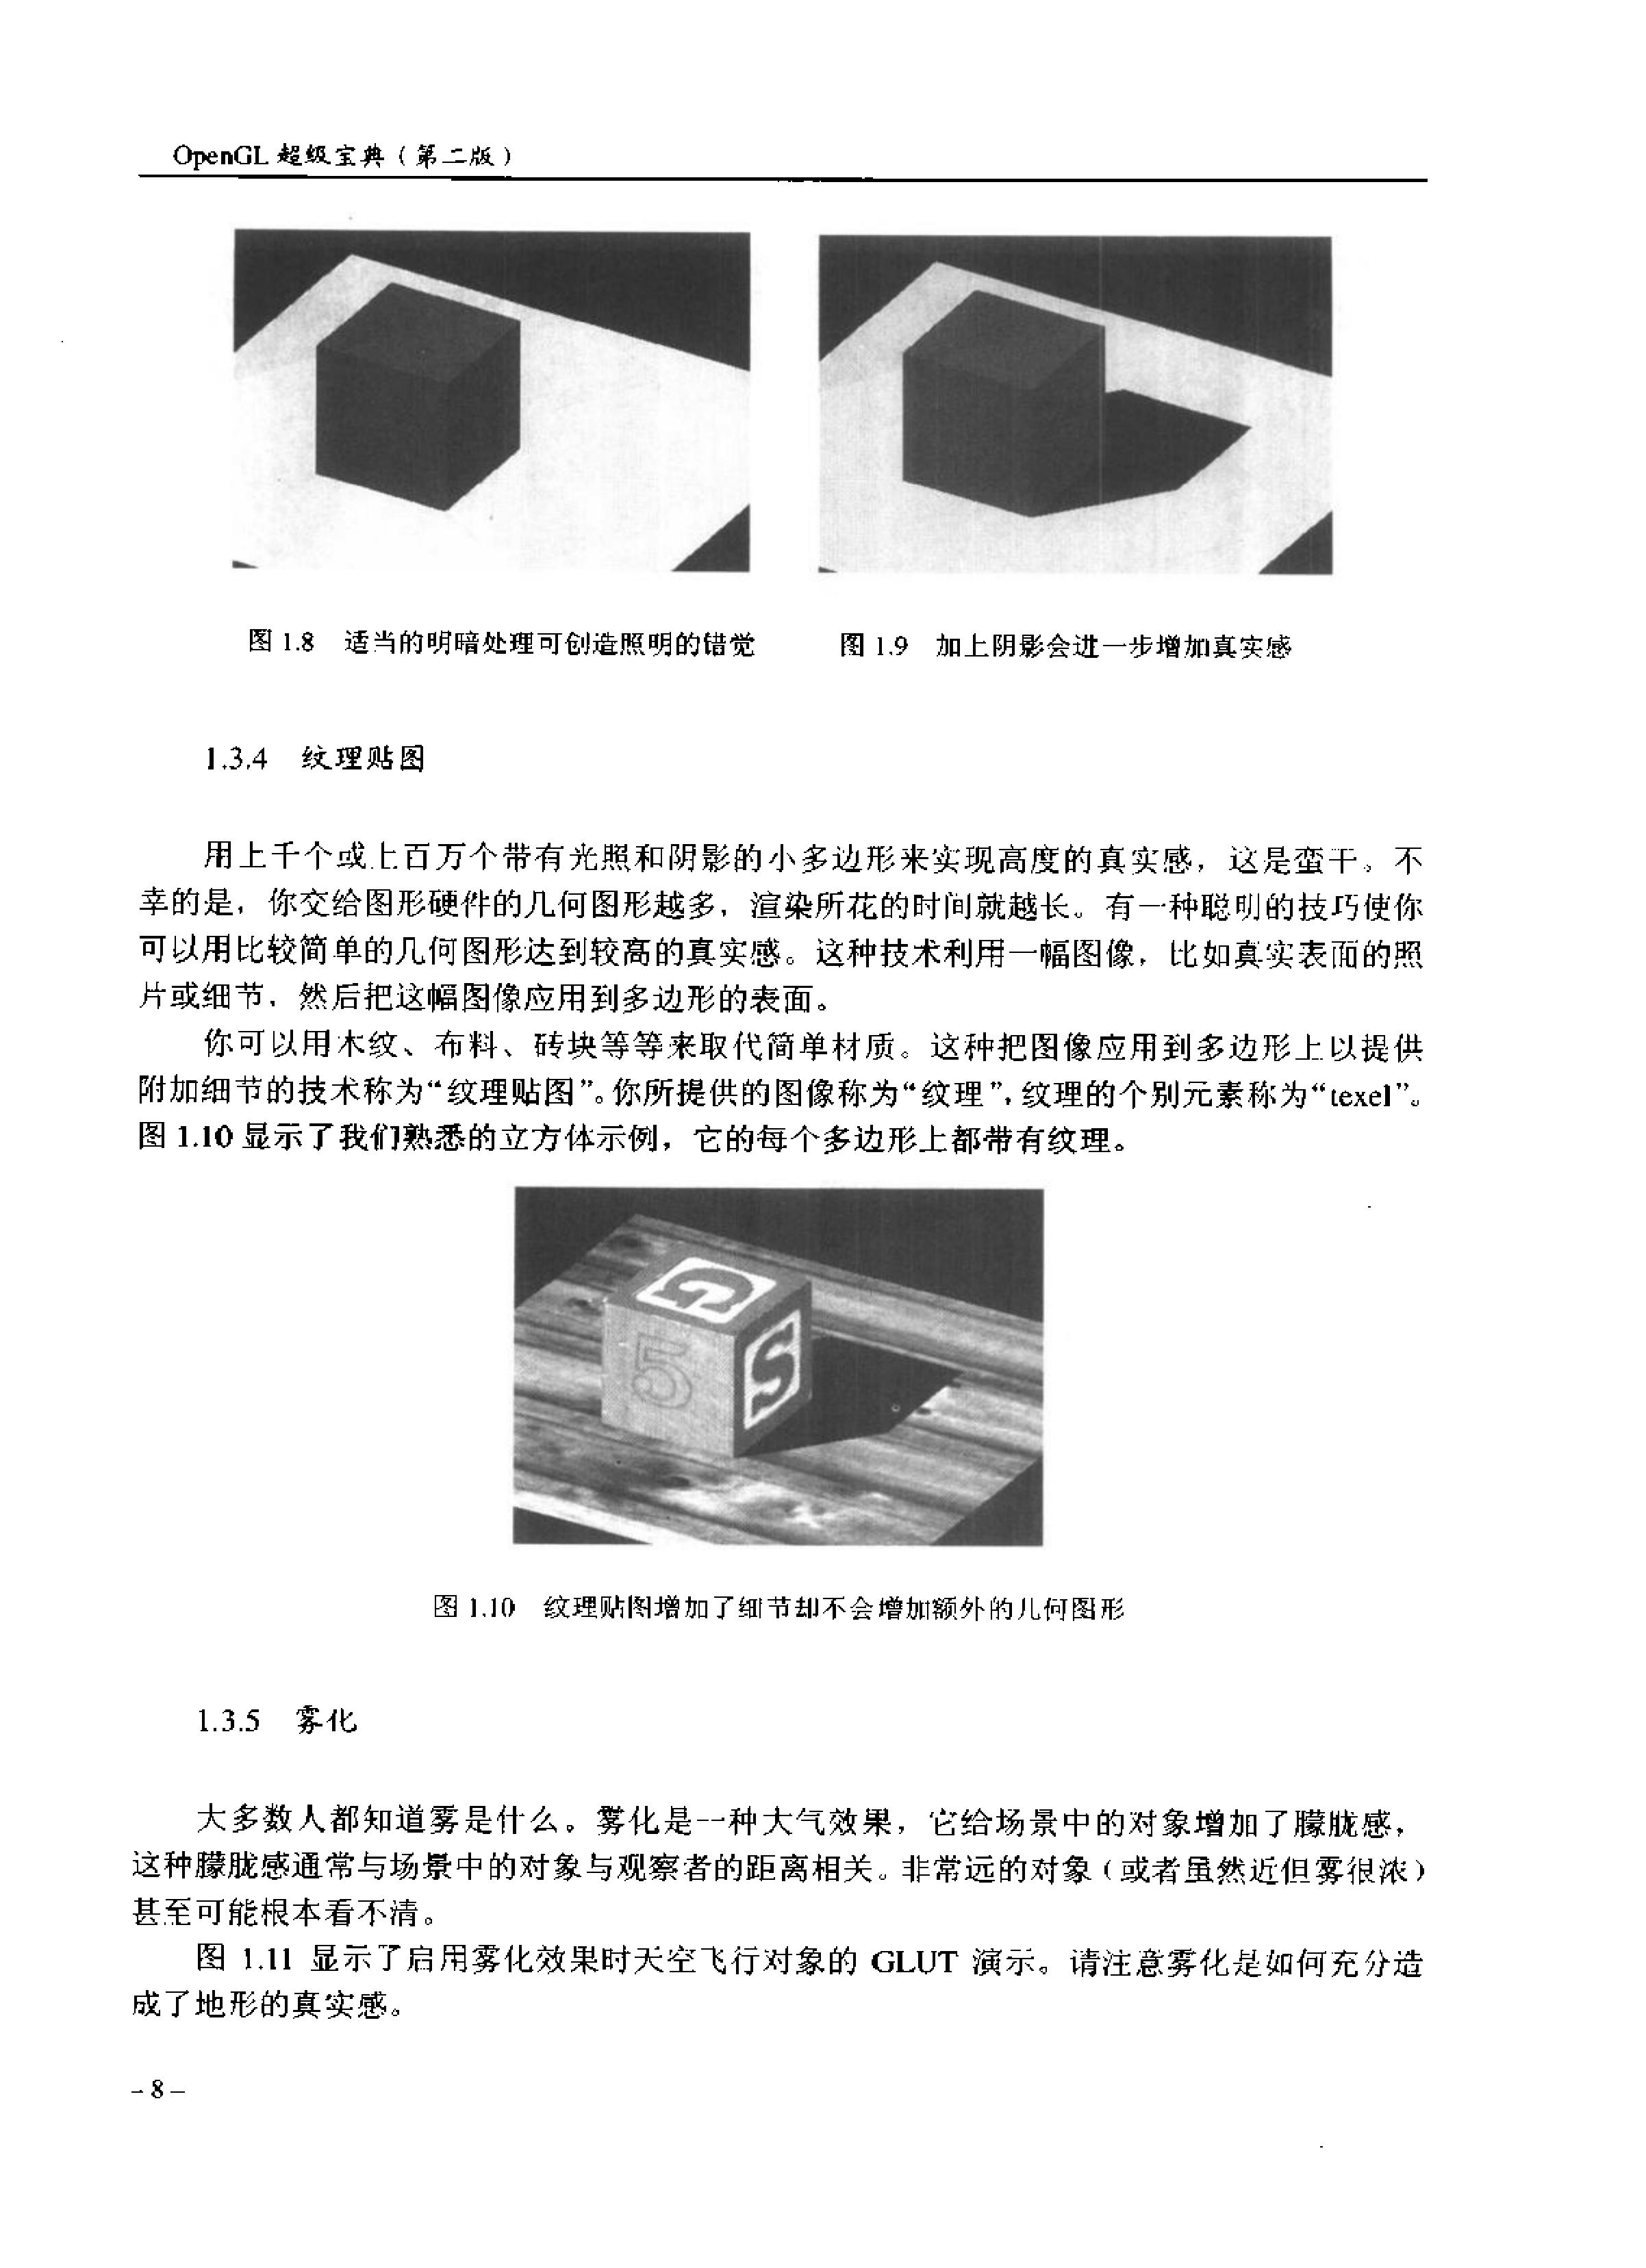 OpenGL 超级宝典（第二版）
图 1.8 适当的明暗处理可创造照明的错觉
图 1.9 加上阴影会进一步增加真实感
1.3.4 纹理贴图
用上千个或上百万个带有光照和阴影的小多边形来实现高度的真实感，这是蛮干。不
幸的是，你交给图形硬件的几何图形越多，渲染所花的时间就越长。有一种聪明的技巧使你
可以用比较简单的几何图形达到较高的真实感。这种技术利用一幅图像，比如真实表面的照
片或细节，然后把这幅图像应用到多边形的表面。
你可以用木纹、布料、砖块等等来取代简单材质。这种把图像应用到多边形上以提供
附加细节的技术称为“纹理贴图”。你所提供的图像称为“纹理”，纹理的个别元素称为“texel”。
图 1.10 显示了我们熟悉的立方体示例，它的每个多边形上都带有纹理。
G
5
S
图 1.10 纹理贴图增加了细节却不会增加额外的几何图形
1.3.5 雾化
大多数人都知道雾是什么。雾化是一种大气效果，它给场景中的对象增加了朦胧感，
这种朦胧感通常与场景中的对象与观察者的距离相关。非常远的对象（或者虽然近但雾很浓）
甚至可能根本看不清。
图 1.11 显示了启用雾化效果时天空飞行对象的 GLUT 演示。请注意雾化是如何充分造
成了地形的真实感。
– 8 –